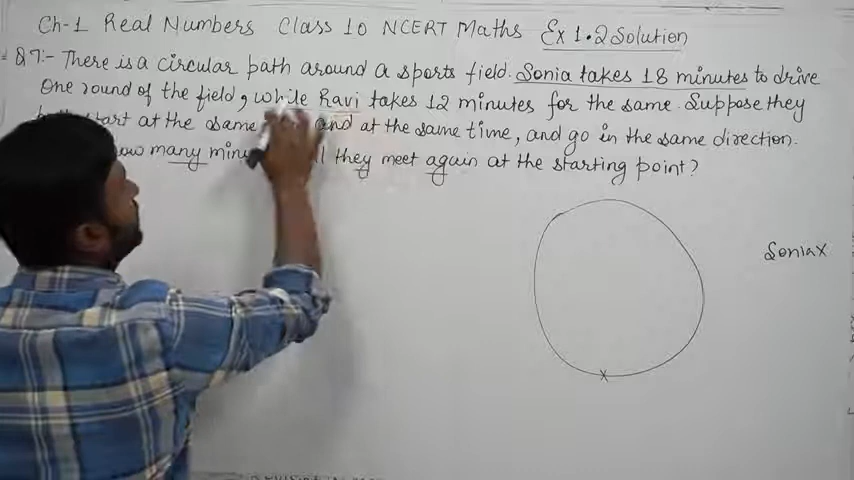 Ch-1 Real Numbers Class 10 NCERT Maths Ex 1.2 Solution
Q7:- There is a circular path around a sports field. Sonia takes 18 minutes to drive
One round of the field, while Ravi takes 12 minutes for the same. Suppose they
start at the same and at the same time, and go in the same direction.
many they meet again at the starting point?
Sonia X
X